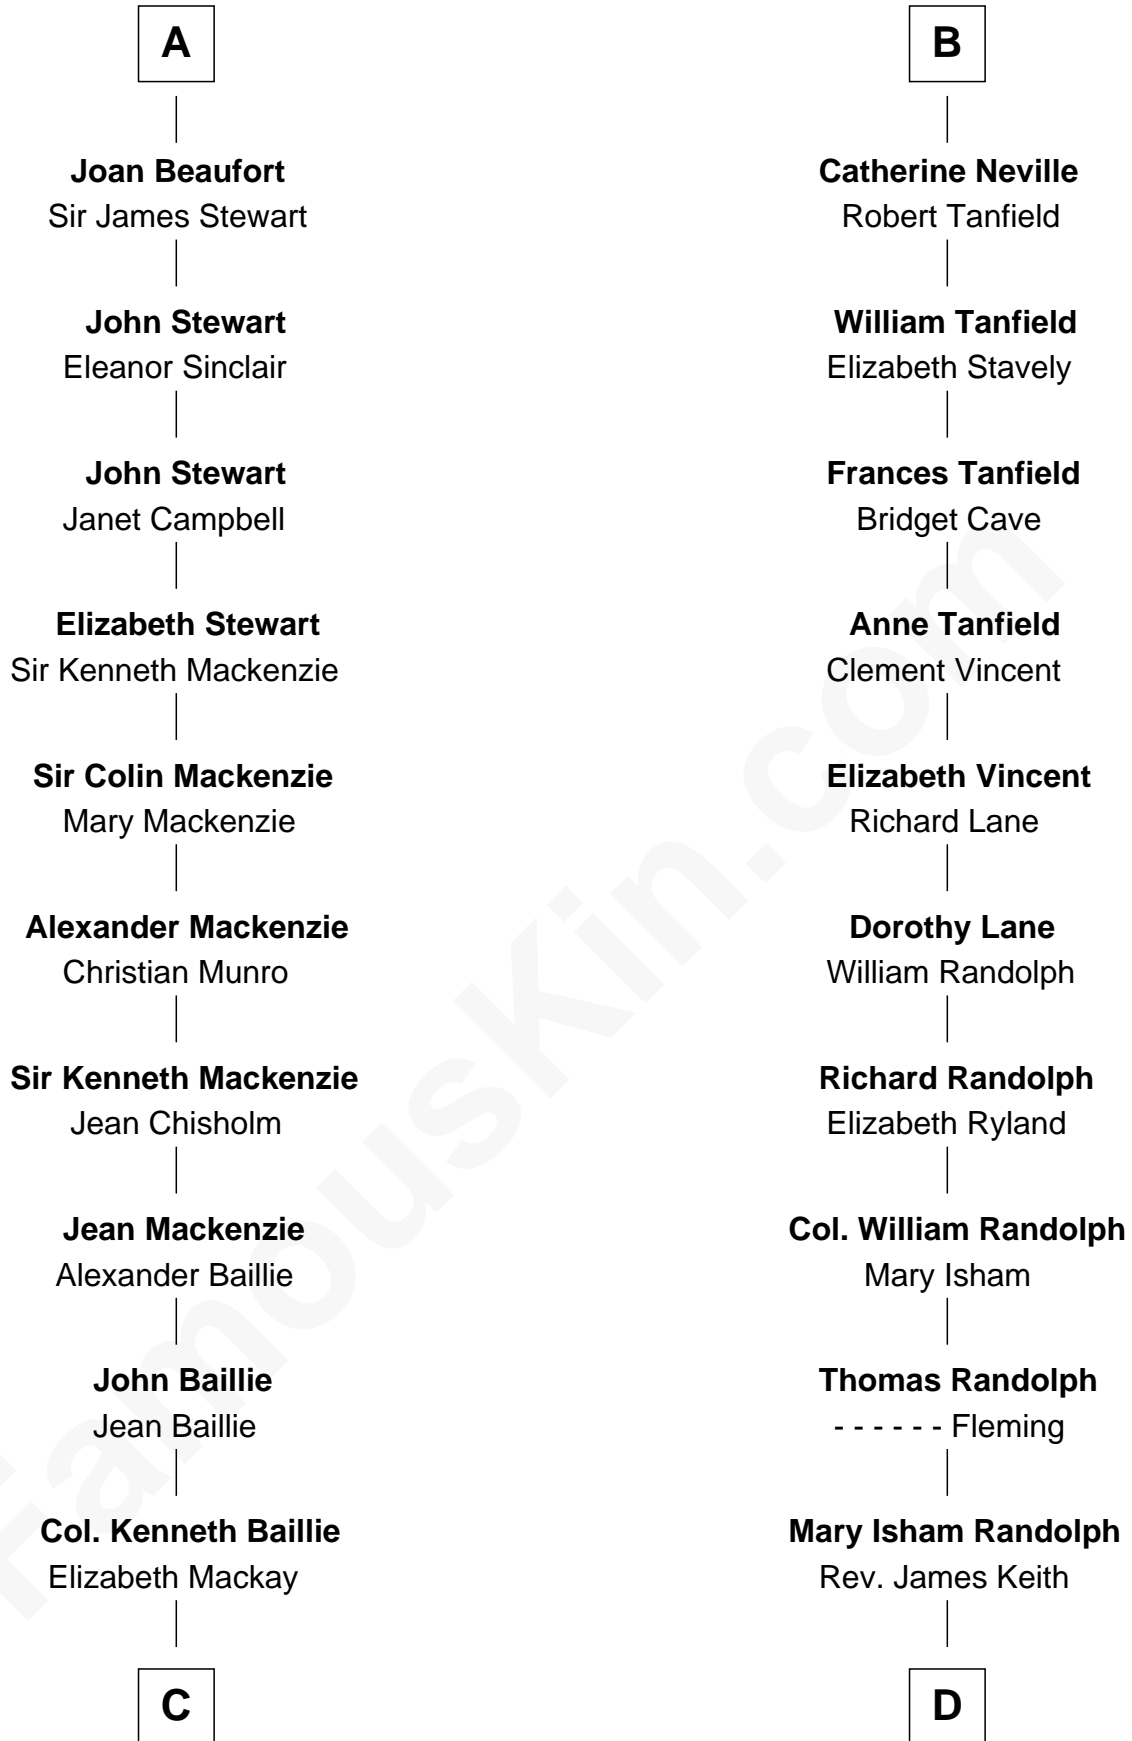 A
Joan Beaufort
Sir James Stewart
John Stewart
Eleanor Sinclair
John Stewart
Janet Campbell
Elizabeth Stewart
Sir Kenneth Mackenzie
Sir Colin Mackenzie
Mary Mackenzie
Alexander Mackenzie
Christian Munro
Sir Kenneth Mackenzie
Jean Chisholm
Jean Mackenzie
Alexander Baillie
John Baillie
Jean Baillie
Col. Kenneth Baillie
Elizabeth Mackay
C
B
Catherine Neville
Robert Tanfield
William Tanfield
Elizabeth Stavely
Frances Tanfield
Bridget Cave
Anne Tanfield
Clement Vincent
Elizabeth Vincent
Richard Lane
Dorothy Lane
William Randolph
Richard Randolph
Elizabeth Ryland
Col. William Randolph
Mary Isham
Thomas Randolph
- - - - - - Fleming
Mary Isham Randolph
Rev. James Keith
D
FamousKin.com